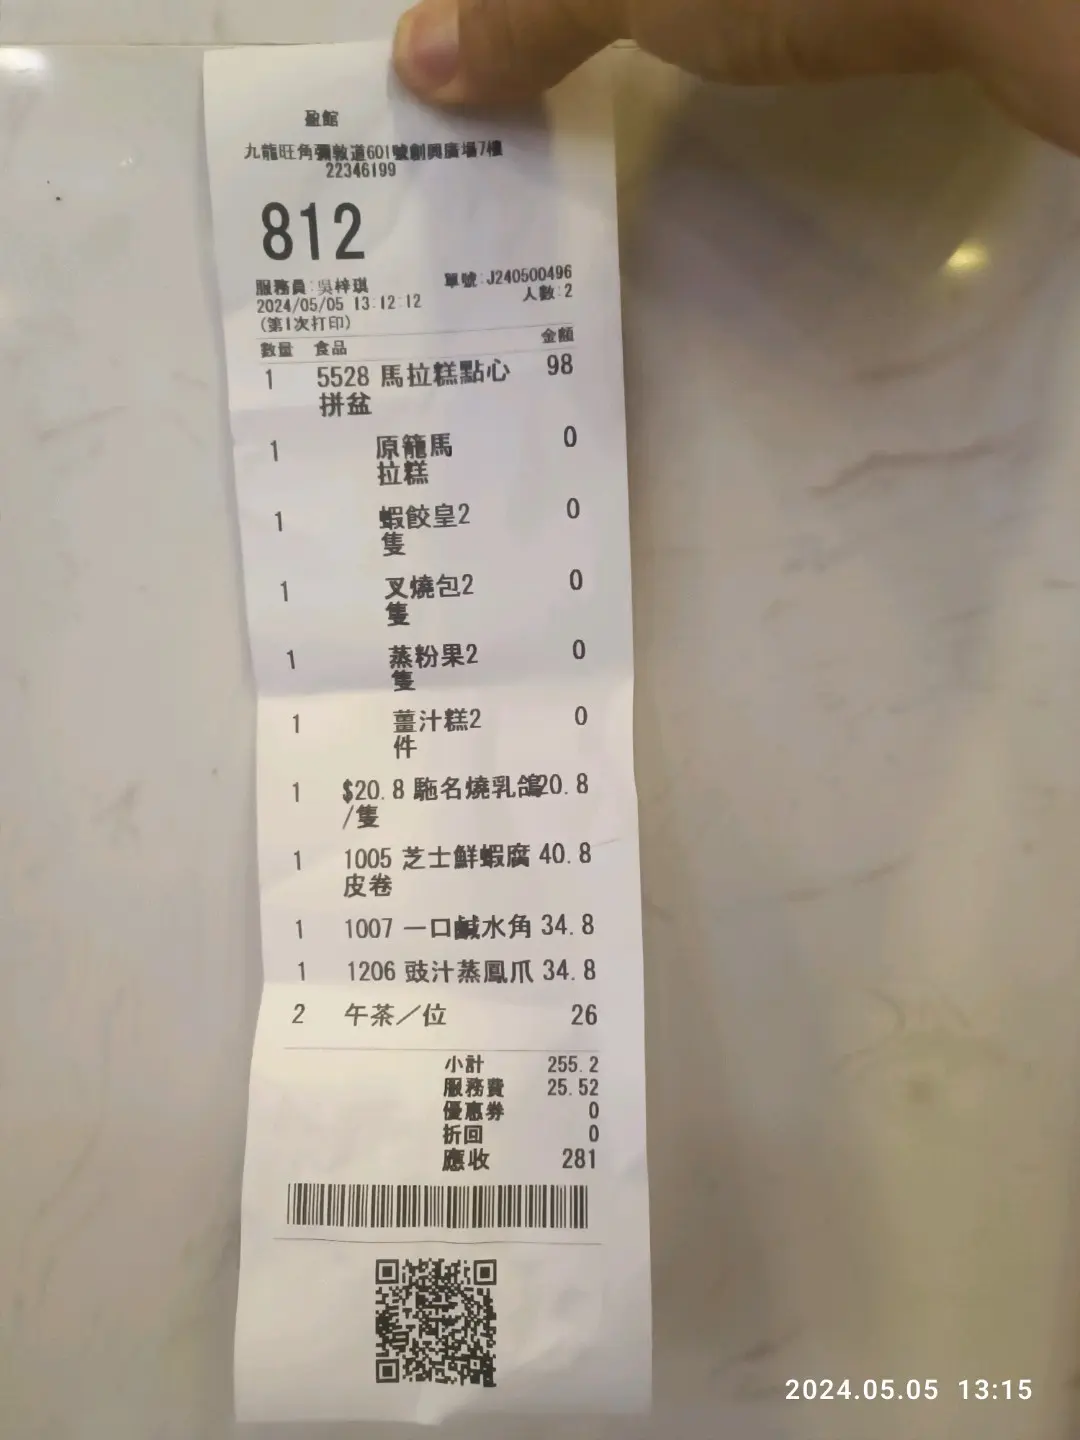 盈館
九龍旺角彌敦道601號創興廣場7樓
22346199
812
服務員:吳梓琪 單號:J240500496
2024/05/05 13:12:12 人數:2
(第1次打印)
數量 食品 金額
1 5528 馬拉糕點心 98
拼盆
1 原籠馬 0
拉糕
1 蝦餃皇2 0
隻
1 叉燒包2 0
隻
1 蒸粉果2 0
隻
1 薑汁糕2 0
件
1 $20.8 馳名燒乳鴿20.8
/隻
1 1005 芝士鮮蝦腐 40.8
皮卷
1 1007 一口鹹水角 34.8
1 1206 豉汁蒸鳳爪 34.8
2 午茶／位 26
小計 255.2
服務費 25.52
優惠券 0
折回 0
應收 281
2024.05.05 13:15